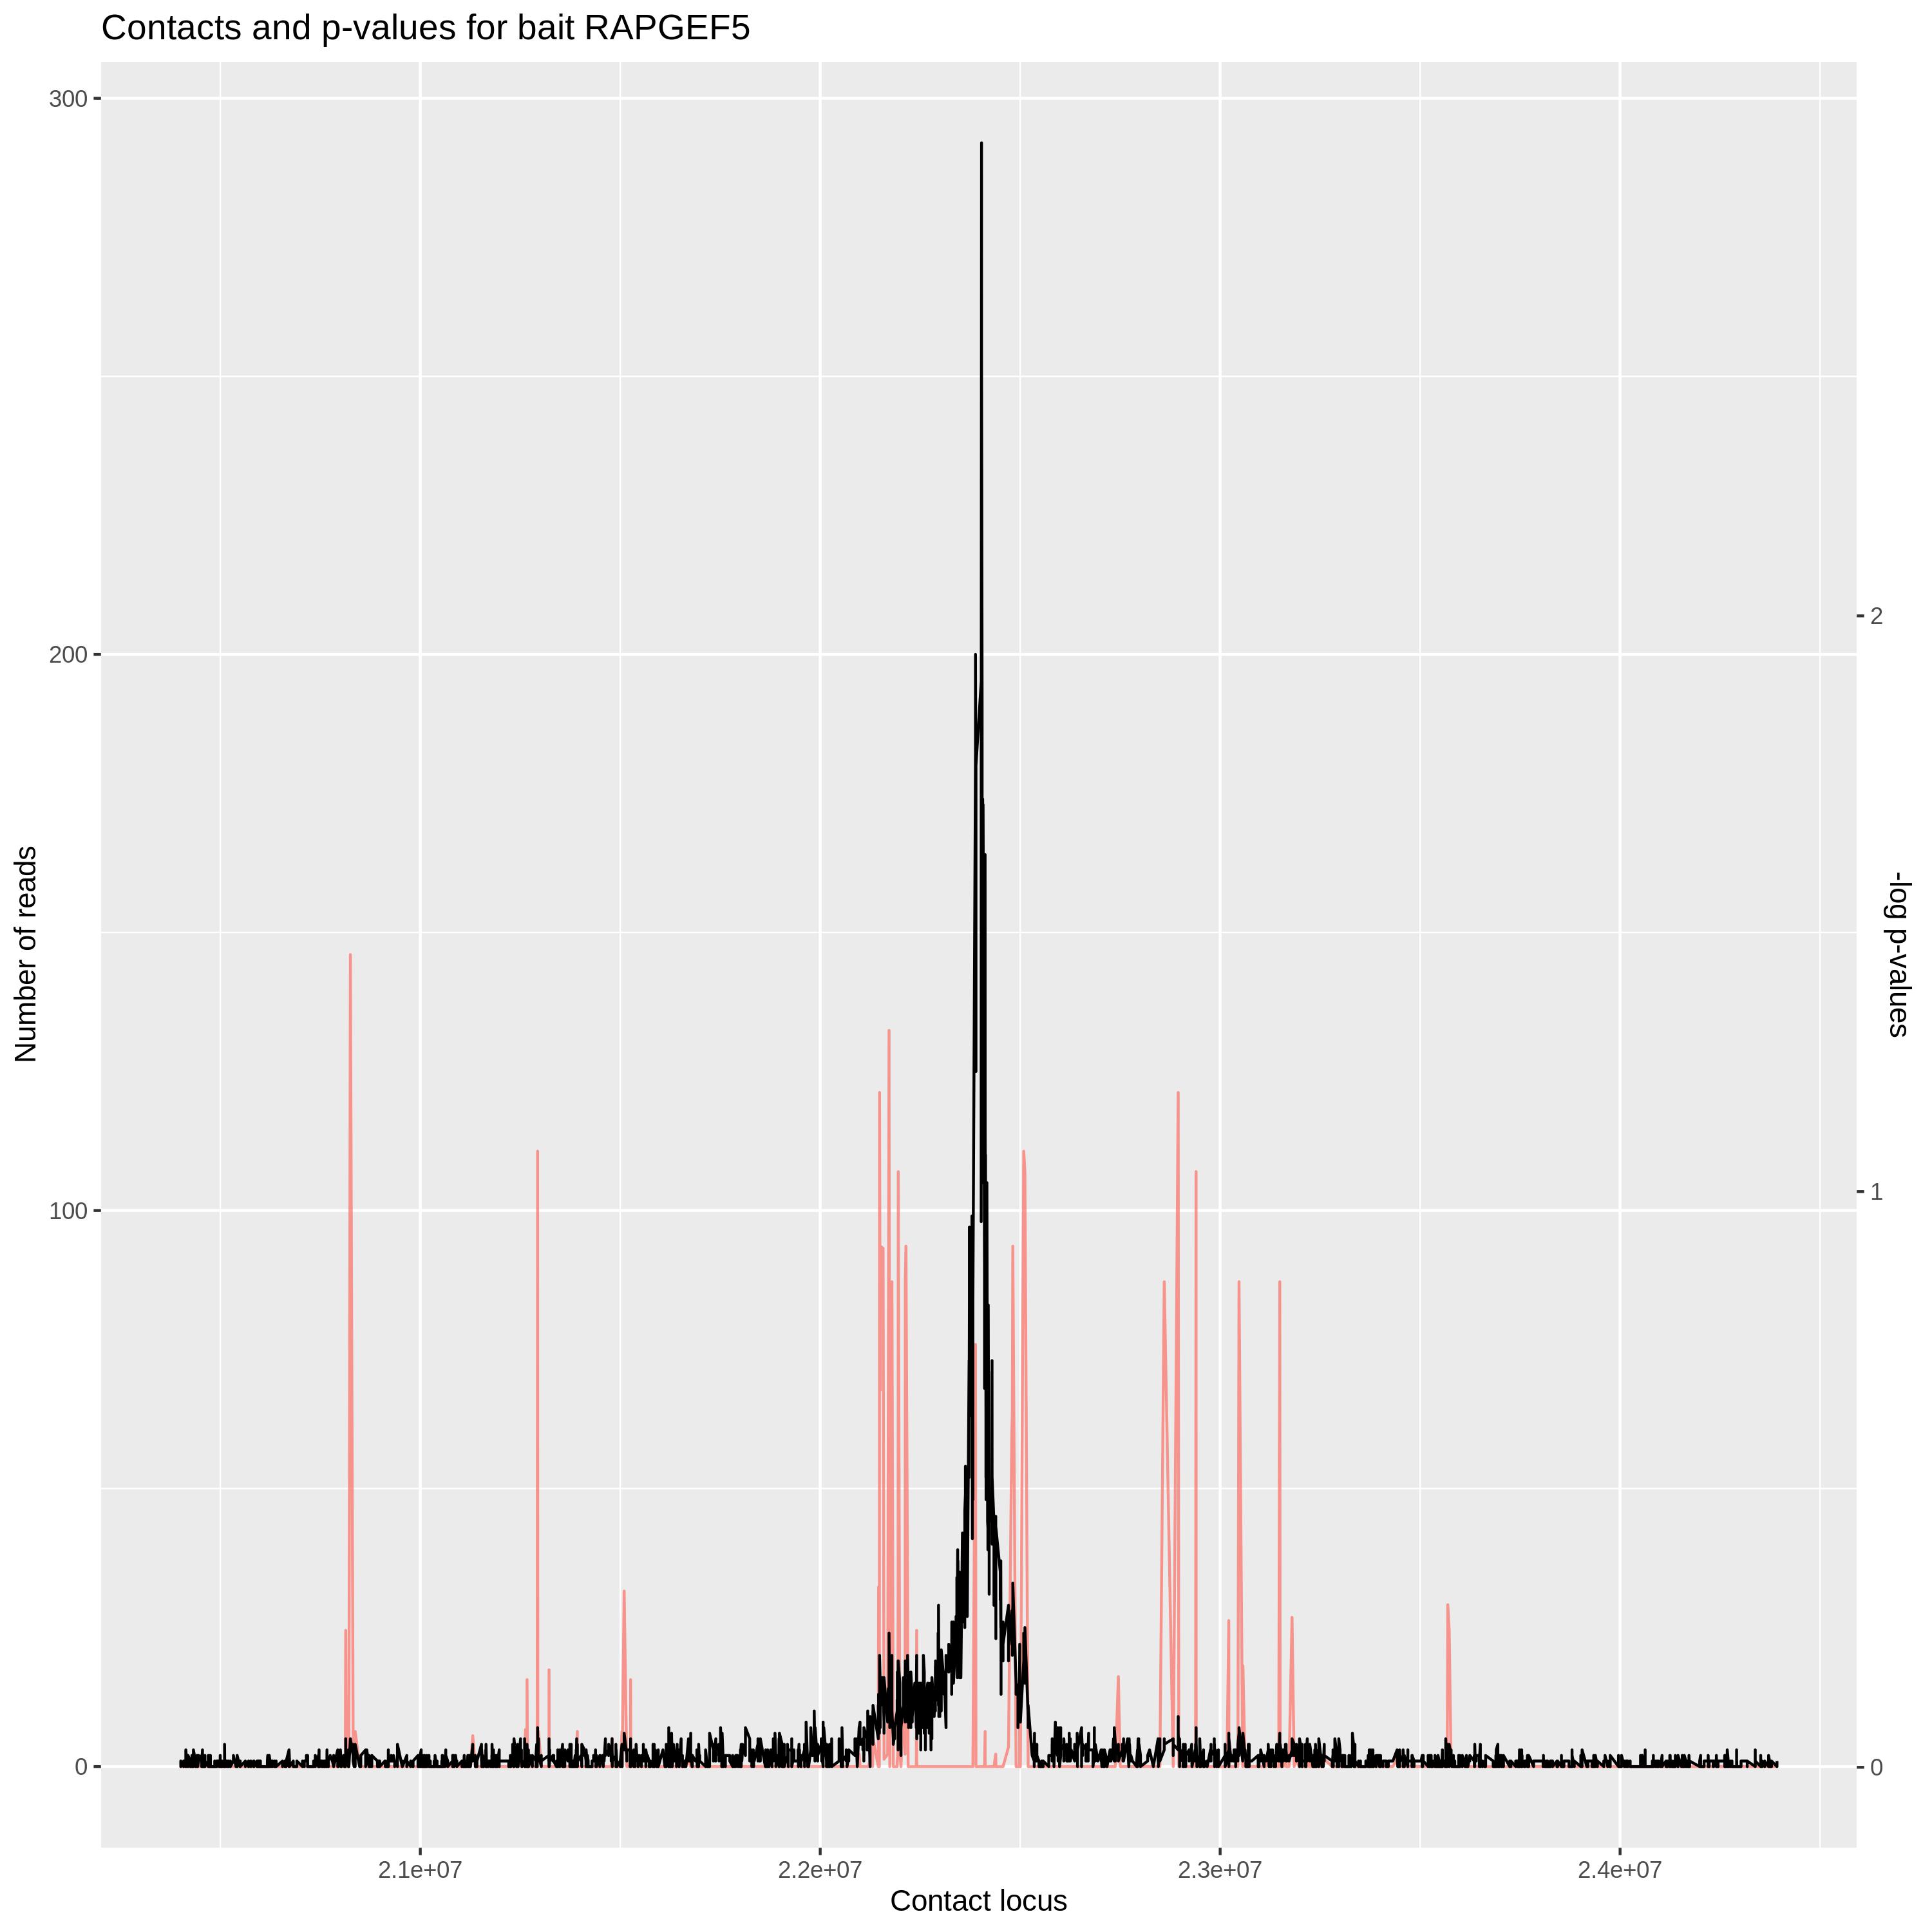 Contacts and p-values for bait RAPGEF5
300
200
100
0
Number of reads
2
1
0
-log p-values
2.1e+07 2.2e+07 2.3e+07 2.4e+07
Contact locus